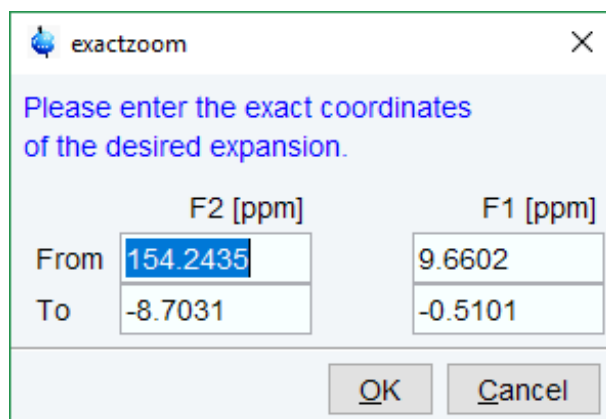 exactzoom
Please enter the exact coordinates
of the desired expansion.
F2 [ppm] F1 [ppm]
From 154.2435 9.6602
To -8.7031 -0.5101
OK Cancel